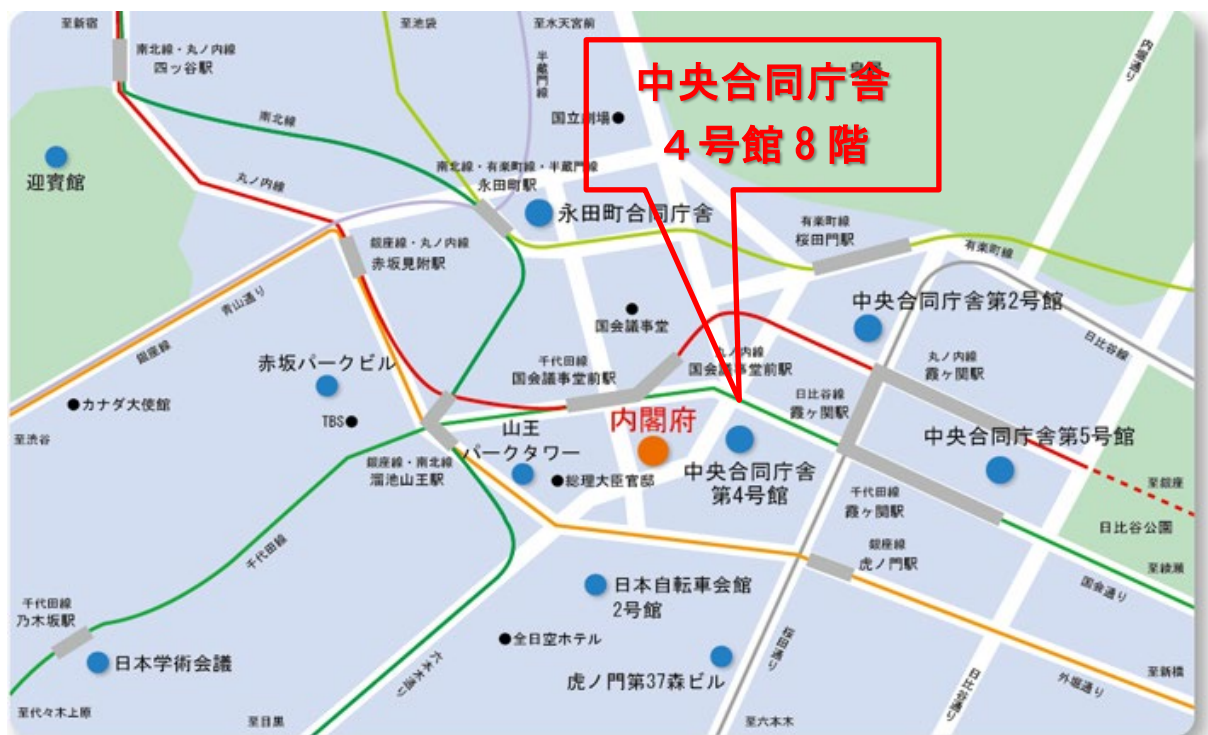 至新宿
至池袋
至水天宮前
南北線・丸ノ内線
四ッ谷駅
半蔵門線
内堀通り
中央合同庁舎
４号館８階
国立劇場
南北線
迎賓館
丸ノ内線
南北線・有楽町線・半蔵門線
永田町駅
永田町合同庁舎
有楽町線
桜田門駅
有楽町線
銀座線・丸ノ内線
赤坂見附駅
青山通り
銀座線
国会議事堂
中央合同庁舎第2号館
日比谷線
赤坂パークビル
千代田線
国会議事堂前駅
丸ノ内線
国会議事堂前駅
丸ノ内線
霞ヶ関駅
カナダ大使館
TBS
日比谷線
霞ヶ関駅
至渋谷
内閣府
山王
パークタワー
中央合同庁舎第5号館
銀座線・南北線
溜池山王駅
総理大臣官邸
中央合同庁舎
第4号館
千代田線
霞ヶ関駅
至銀座
日比谷公園
千代田線
銀座線
虎ノ門駅
至綾瀬
国会通り
日本自転車会館
2号館
千代田線
乃木坂駅
全日空ホテル
桜田通り
日本学術会議
六本木通り
虎ノ門第37森ビル
日比谷通り
外堀通り
至新橋
至代々木上原
至目黒
至六本木